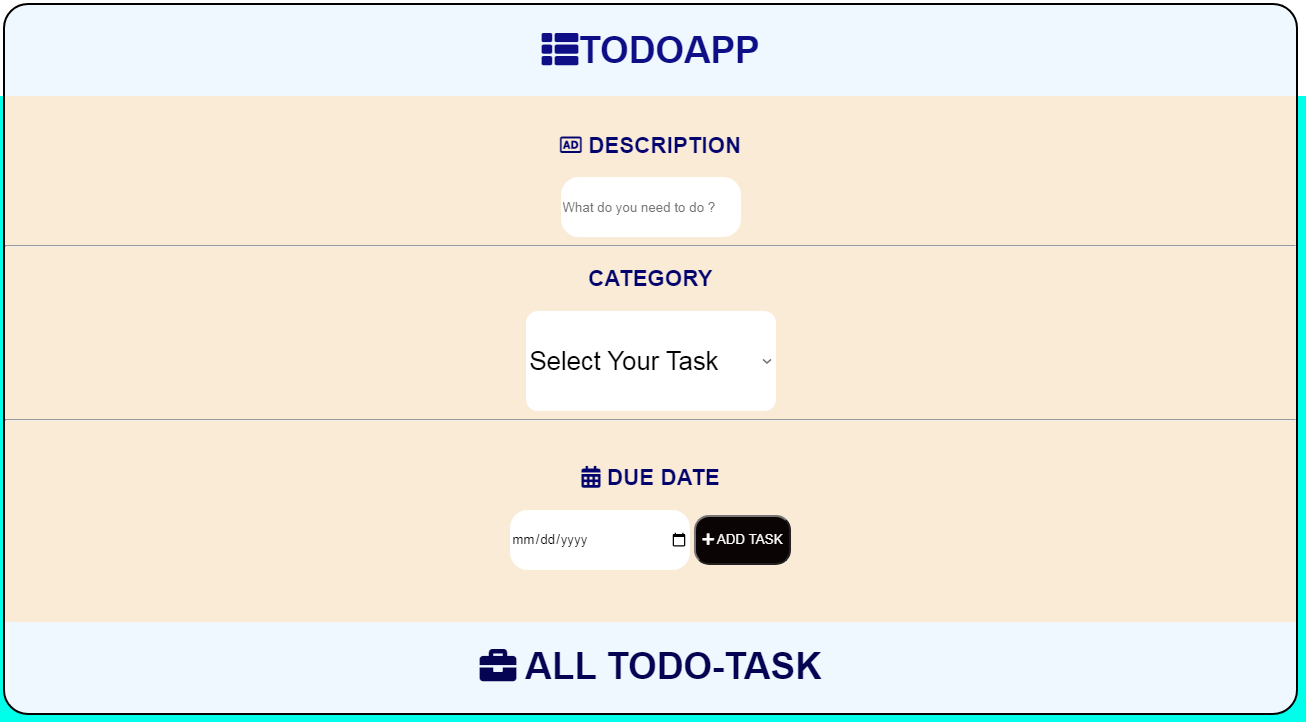 TODOAPP
AD DESCRIPTION
What do you need to do ?
CATEGORY
Select Your Task
DUE DATE
mm/dd/yyyy ADD TASK
ALL TODO-TASK